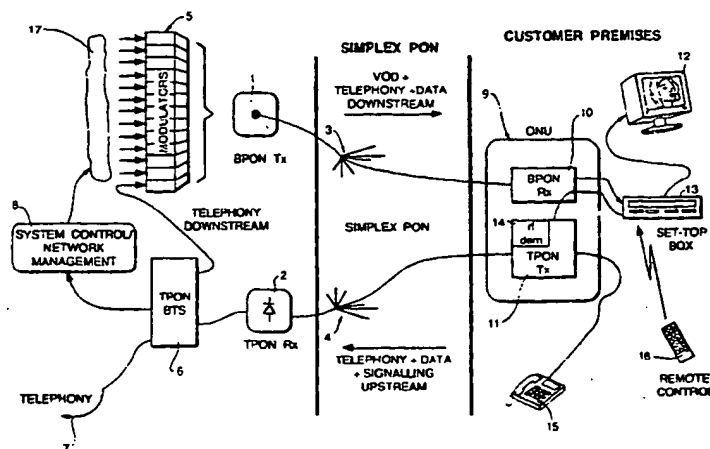 17
5
MODULATORS
1
BPON Tx
SIMPLEX PON
VOD +
TELEPHONY + DATA
DOWNSTREAM
3
CUSTOMER PREMISES
12
9
ONU
10
BPON
Rx
13
SET-TOP
BOX
8
SYSTEM CONTROL/
NETWORK
MANAGEMENT
TELEPHONY
DOWNSTREAM
TPON
BTS
6
2
TPON Rx
SIMPLEX PON
4
TELEPHONY + DATA
+ SIGNALLING
UPSTREAM
14
rf
dem
TPON
Tx
11
TELEPHONY
7
15
16
REMOTE
CONTROL